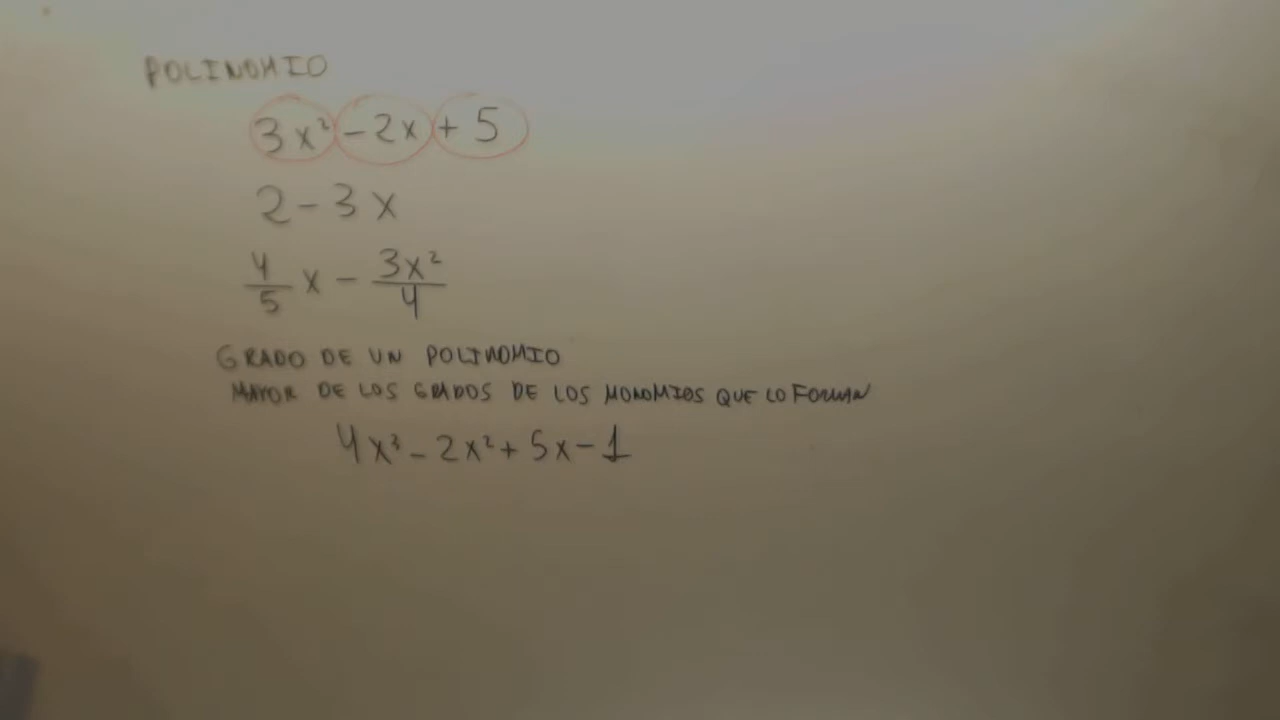 POLINOMIO
3x² - 2x + 5
2 - 3x
4/5 x - 3x²/4
GRADO DE UN POLINOMIO
MAYOR DE LOS GRADOS DE LOS MONOMIOS QUE LO FORMAN
4x³ - 2x² + 5x - 1